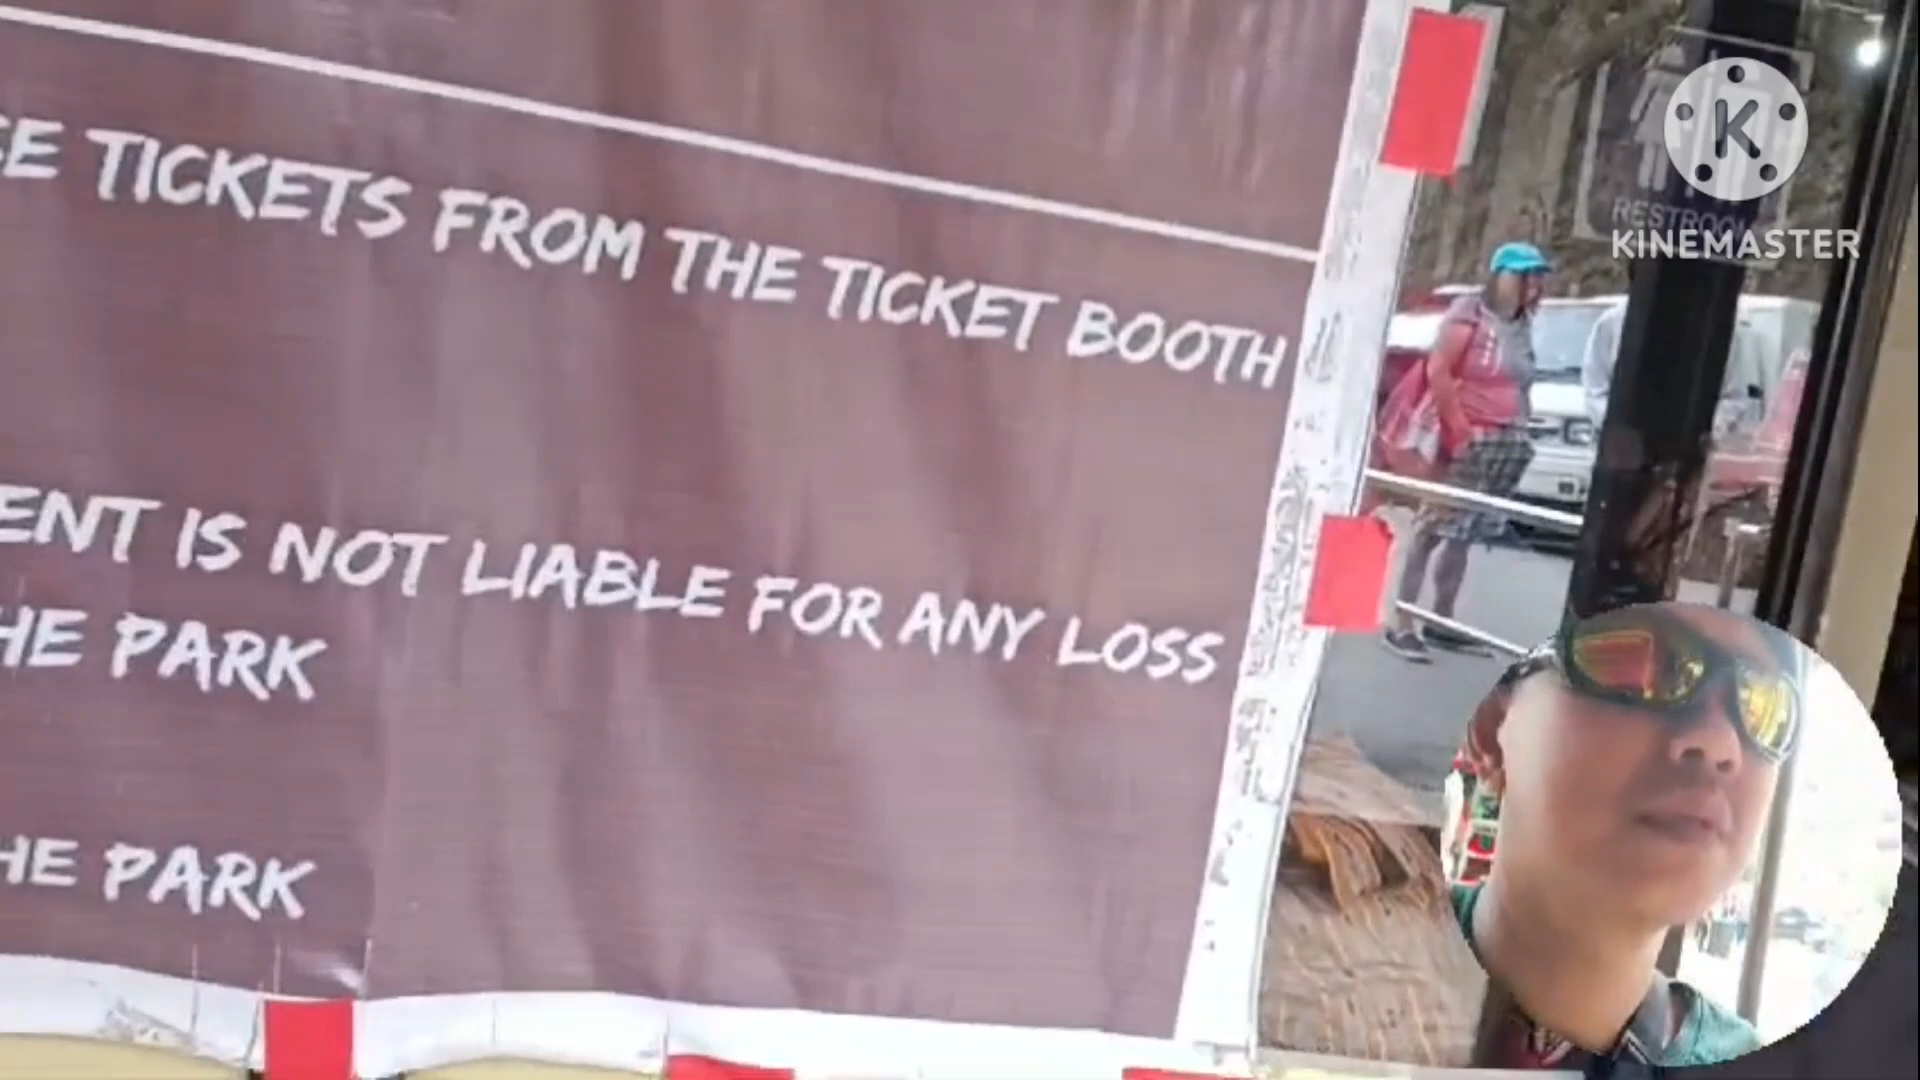 SE TICKETS FROM THE TICKET BOOTH
ENT IS NOT LIABLE FOR ANY LOSS
HE PARK
HE PARK
RESTROOM
K
KINEMASTER